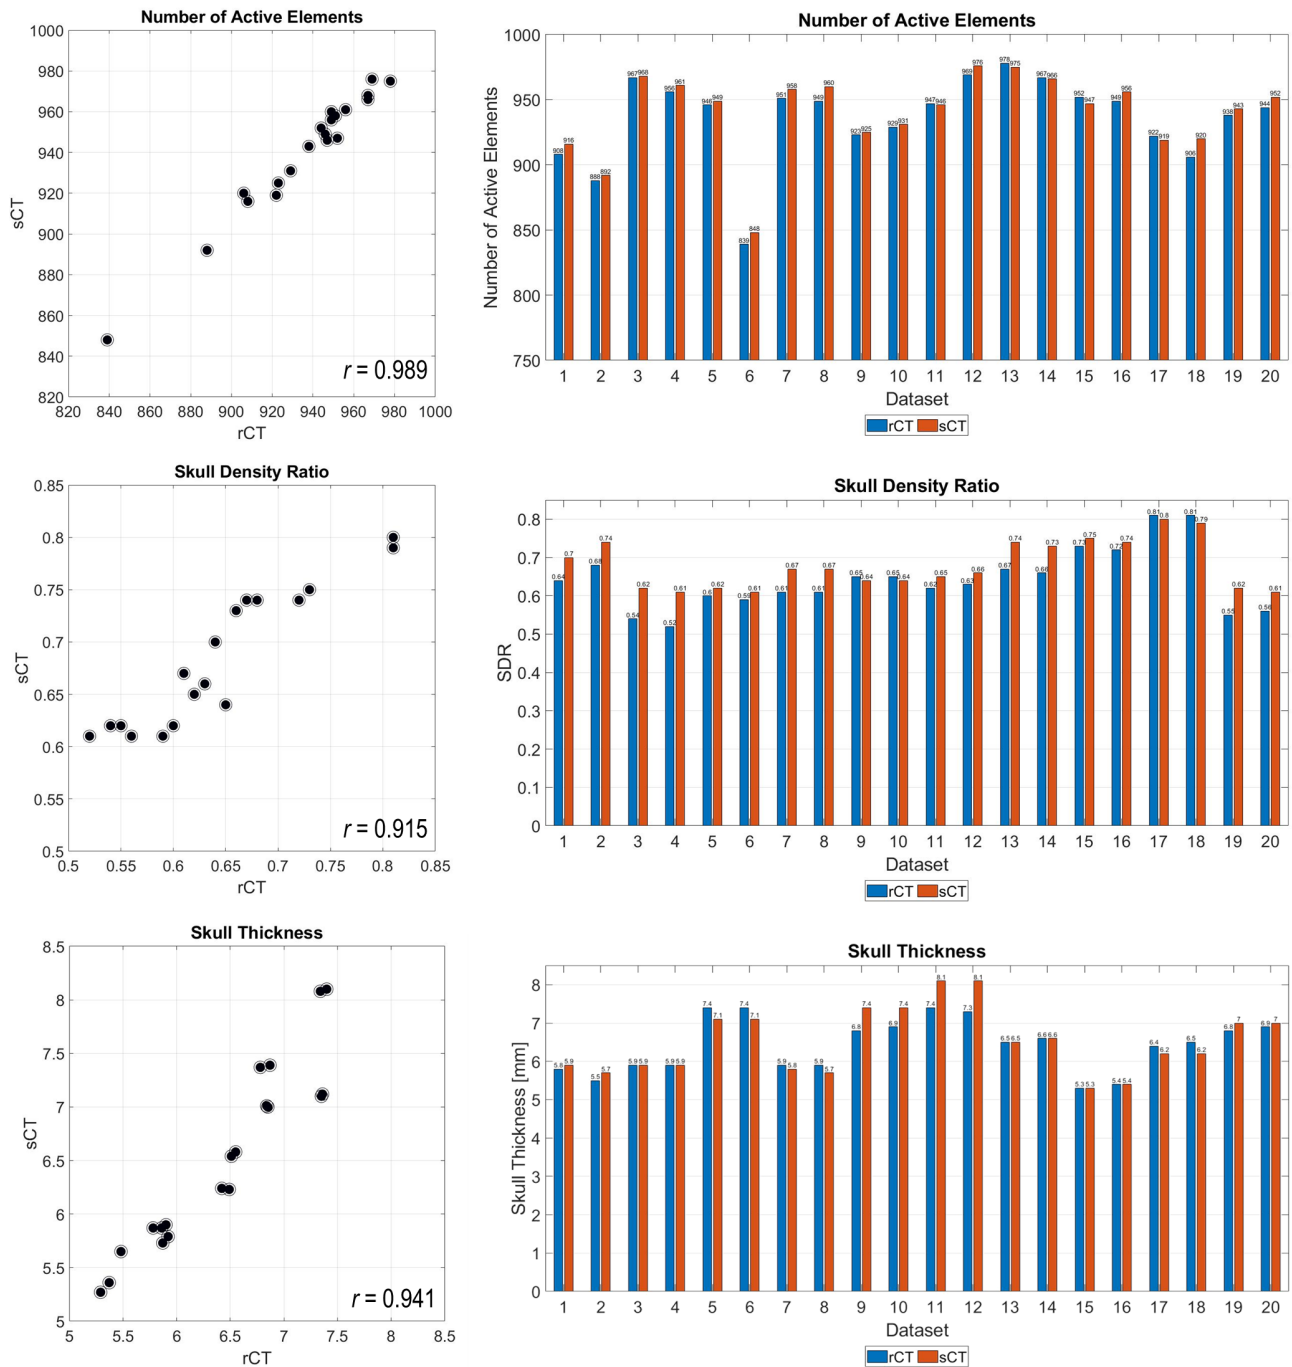 Number of Active Elements
1000
980
960
940
920
900
880
860
840
820
sCT
820 840 860 880 900 920 940 960 980 1000
rCT
r = 0.989
Number of Active Elements
1000
950
900
850
800
750
Number of Active Elements
908 916 888 892 967 968 956 961 946 949 839 848 951 958 949 960 923 925 929 931 947 946 969 976 978 975 967 966 952 947 949 956 922 919 906 920 938 943 944 952
1 2 3 4 5 6 7 8 9 10 11 12 13 14 15 16 17 18 19 20
Dataset
rCT sCT
Skull Density Ratio
0.85
0.8
0.75
0.7
0.65
0.6
0.55
0.5
sCT
0.5 0.55 0.6 0.65 0.7 0.75 0.8 0.85
rCT
r = 0.915
Skull Density Ratio
0.8
0.7
0.6
0.5
0.4
0.3
0.2
0.1
0
SDR
0.64 0.7 0.68 0.74 0.54 0.62 0.52 0.61 0.6 0.62 0.59 0.61 0.61 0.67 0.61 0.67 0.65 0.64 0.65 0.64 0.62 0.65 0.63 0.66 0.67 0.74 0.66 0.73 0.73 0.75 0.72 0.74 0.81 0.8 0.81 0.79 0.55 0.62 0.56 0.61
1 2 3 4 5 6 7 8 9 10 11 12 13 14 15 16 17 18 19 20
Dataset
rCT sCT
Skull Thickness
8.5
8
7.5
7
6.5
6
5.5
5
sCT
5 5.5 6 6.5 7 7.5 8 8.5
rCT
r = 0.941
Skull Thickness
8
7
6
5
4
3
2
1
0
Skull Thickness [mm]
5.8 5.9 5.5 5.7 5.9 5.9 5.9 5.9 7.4 7.1 7.4 7.1 5.9 5.8 5.9 5.7 6.8 7.4 6.9 7.4 7.4 8.1 7.3 8.1 6.5 6.5 6.6 6.6 5.3 5.3 5.4 5.4 6.4 6.2 6.5 6.2 6.8 7 6.9 7
1 2 3 4 5 6 7 8 9 10 11 12 13 14 15 16 17 18 19 20
Dataset
rCT sCT